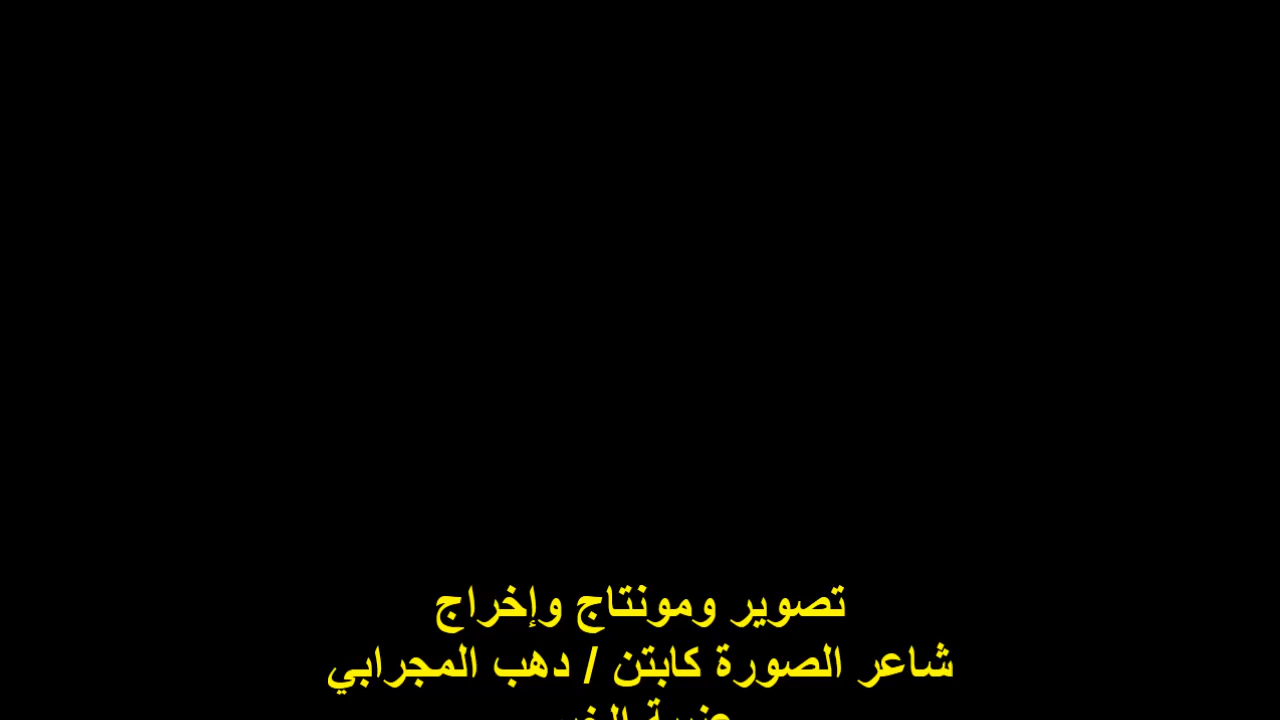 تصوير ومونتاج وإخراج
شاعر الصورة كابتن / دهب المجرابي